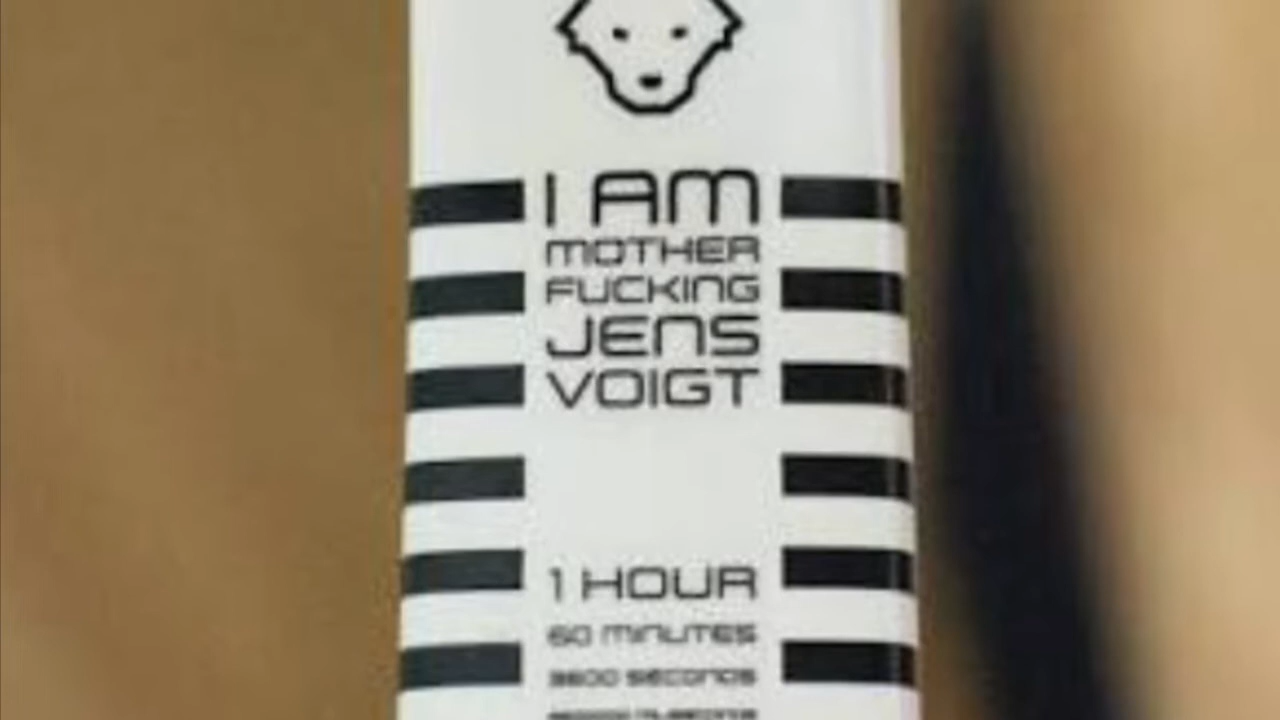 I AM
MOTHER
FUCKING
JENS
VOIGT
1 HOUR
60 MINUTES
3600 SECONDS